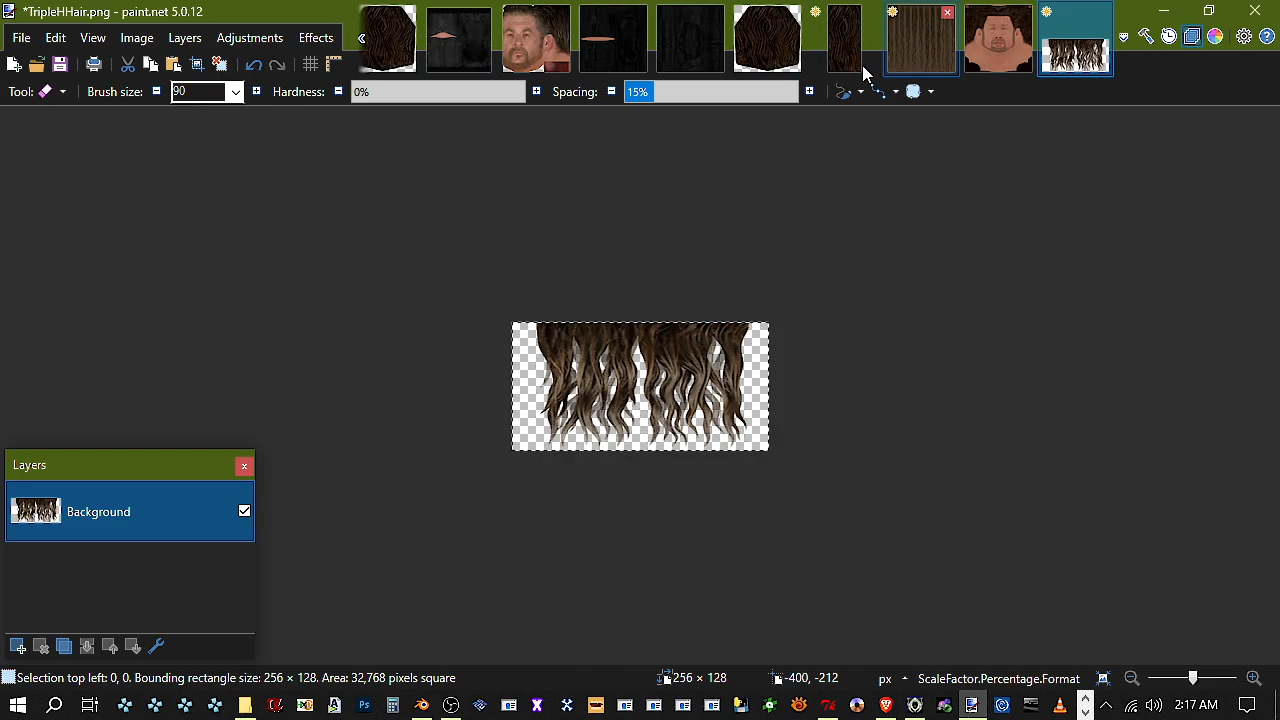 *TripleHHair.png - paint.net 5.0.12
File Edit View Image Layers Adjustments Effects
Tool: Brush size: 90 Hardness: 0% Spacing: 15%
Layers
Background
Selection top left: 0, 0. Bounding rectangle size: 256 × 128. Area: 32,768 pixels square
256 × 128
-400, -212
px
ScaleFactor.Percentage.Format
2:17 AM